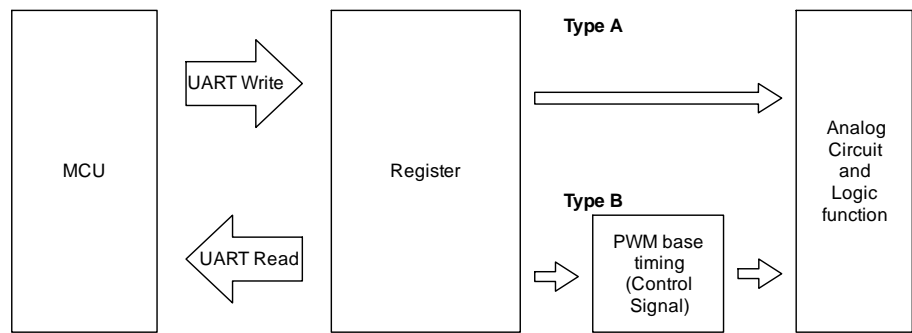 Type A
UART Write
MCU
Register
Analog
Circuit
and
Logic
function
Type B
UART Read
PWM base
timing
(Control
Signal)